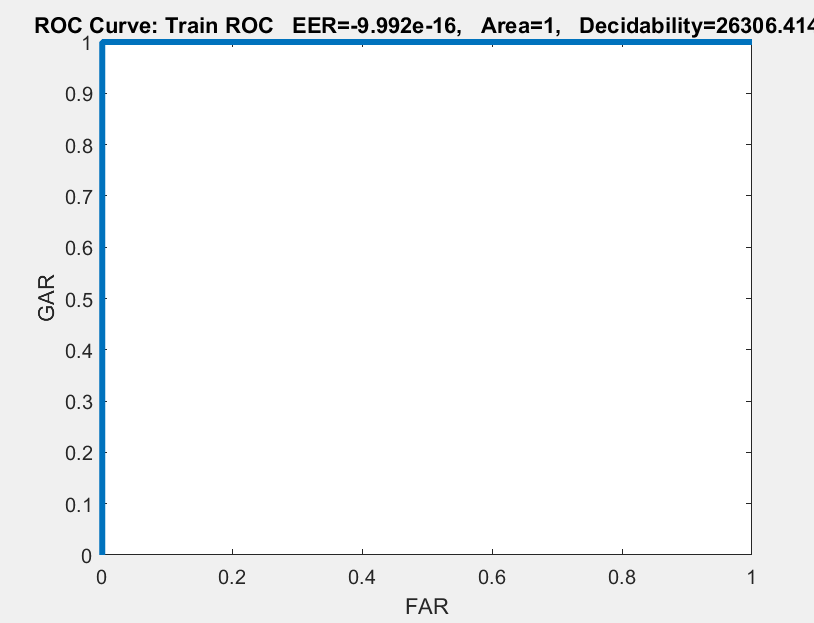 ROC Curve: Train ROC   EER=-9.992e-16,   Area=1,   Decidability=26306.414
1
0.9
0.8
0.7
0.6
0.5
0.4
0.3
0.2
0.1
0
GAR
0 0.2 0.4 0.6 0.8 1
FAR